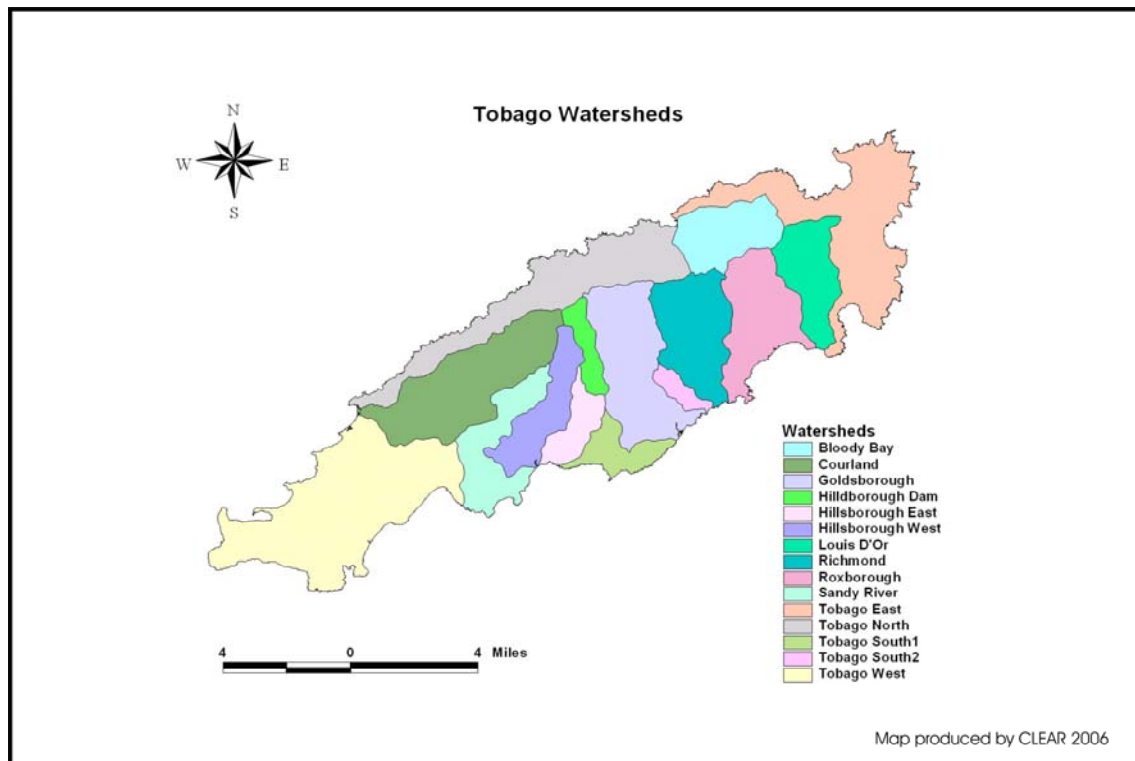 Tobago Watersheds
N
W E
S
Watersheds
Bloody Bay
Courland
Goldsborough
Hilldborough Dam
Hillsborough East
Hillsborough West
Louis D'Or
Richmond
Roxborough
Sandy River
Tobago East
Tobago North
Tobago South1
Tobago South2
Tobago West
4 0 4 Miles
Map produced by CLEAR 2006